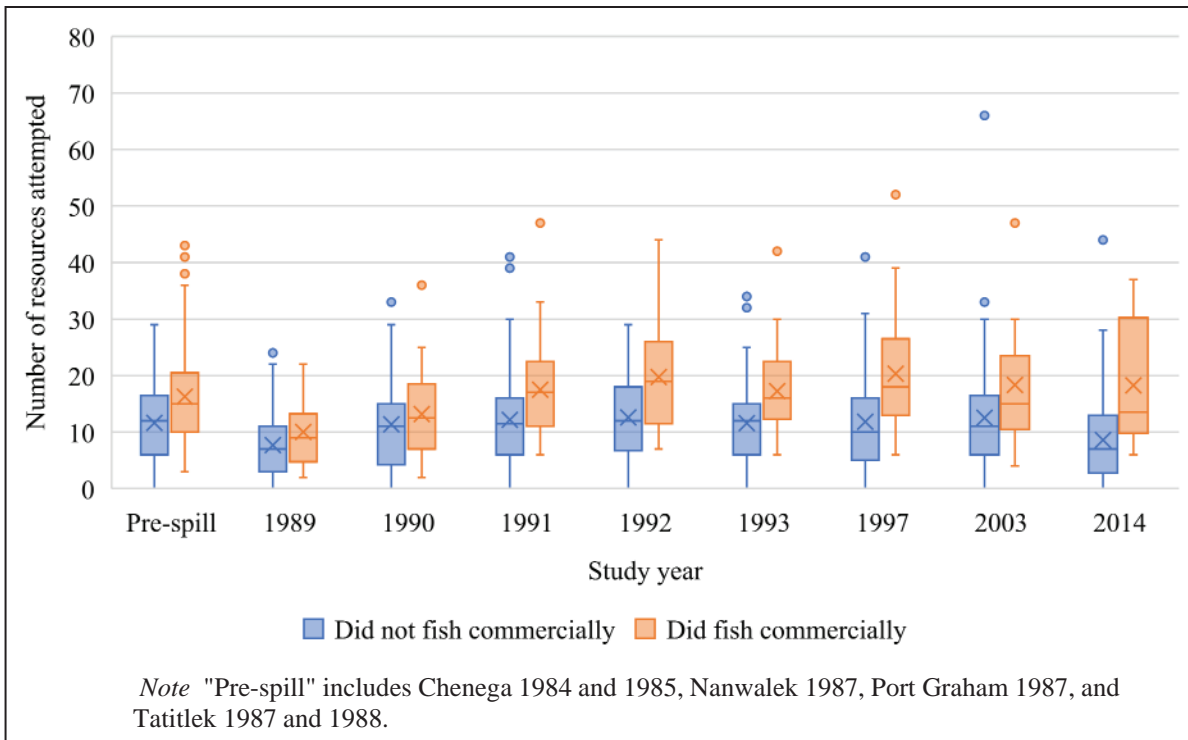 80
70
60
50
40
30
20
10
0
Number of resources attempted
Pre-spill 1989 1990 1991 1992 1993 1997 2003 2014
Study year
Did not fish commercially Did fish commercially
Note "Pre-spill" includes Chenega 1984 and 1985, Nanwalek 1987, Port Graham 1987, and
Tatitlek 1987 and 1988.